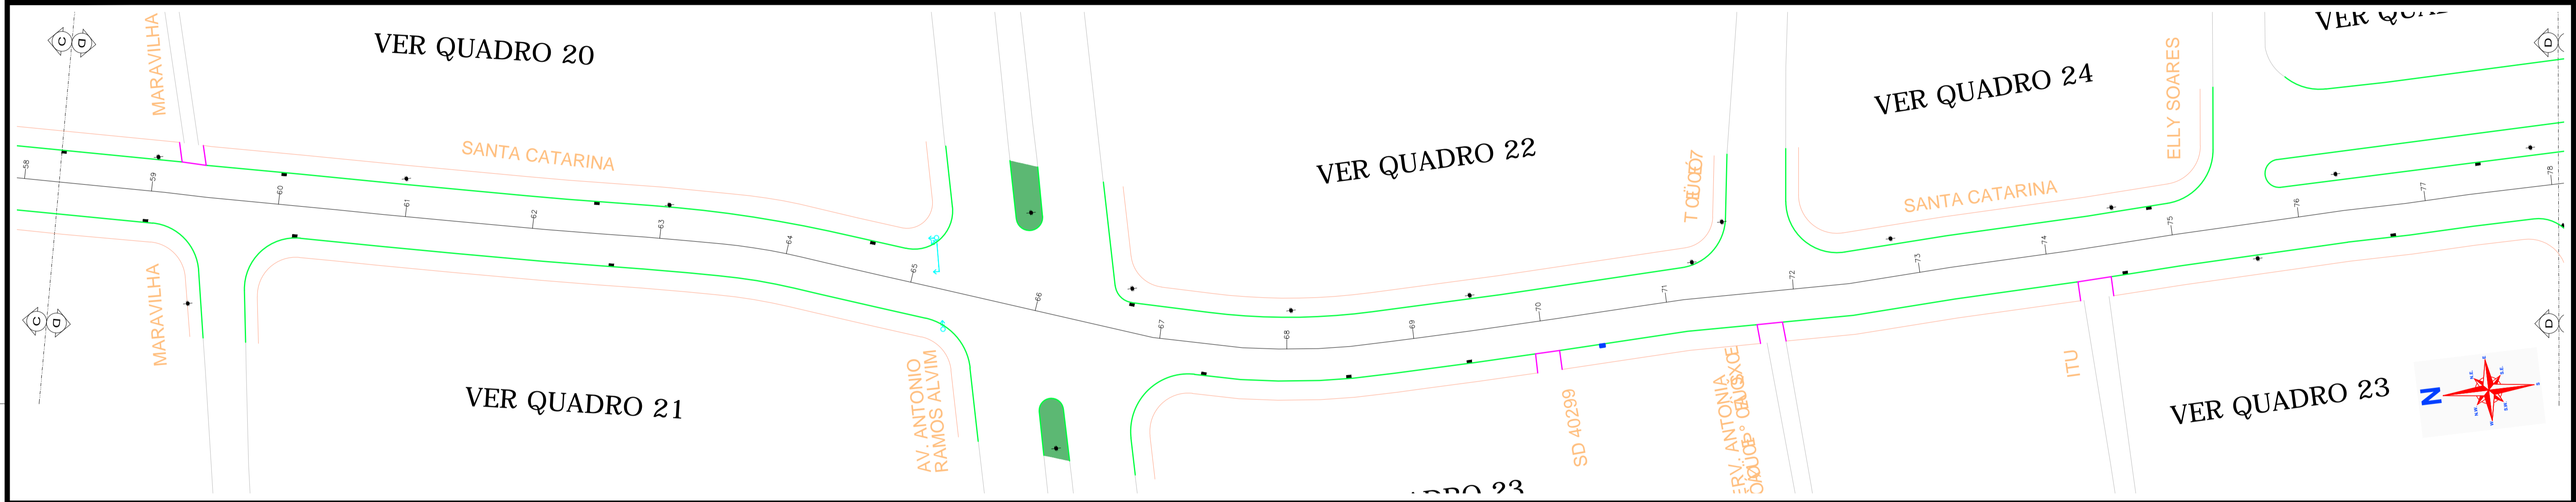 C D
MARAVILHA
VER QUADRO 20
SANTA CATARINA
VER QUADRO 22
VER QUADRO 24
ELLY SOARES
SANTA CATARINA
D
58
59
60
61
62
63
64
65
66
67
68
69
70
71
72
73
74
75
76
77
78
C D
MARAVILHA
VER QUADRO 21
AV. ANTONIO
RAMOS ALVIM
SD 40299
ITU
VER QUADRO 23
N
D